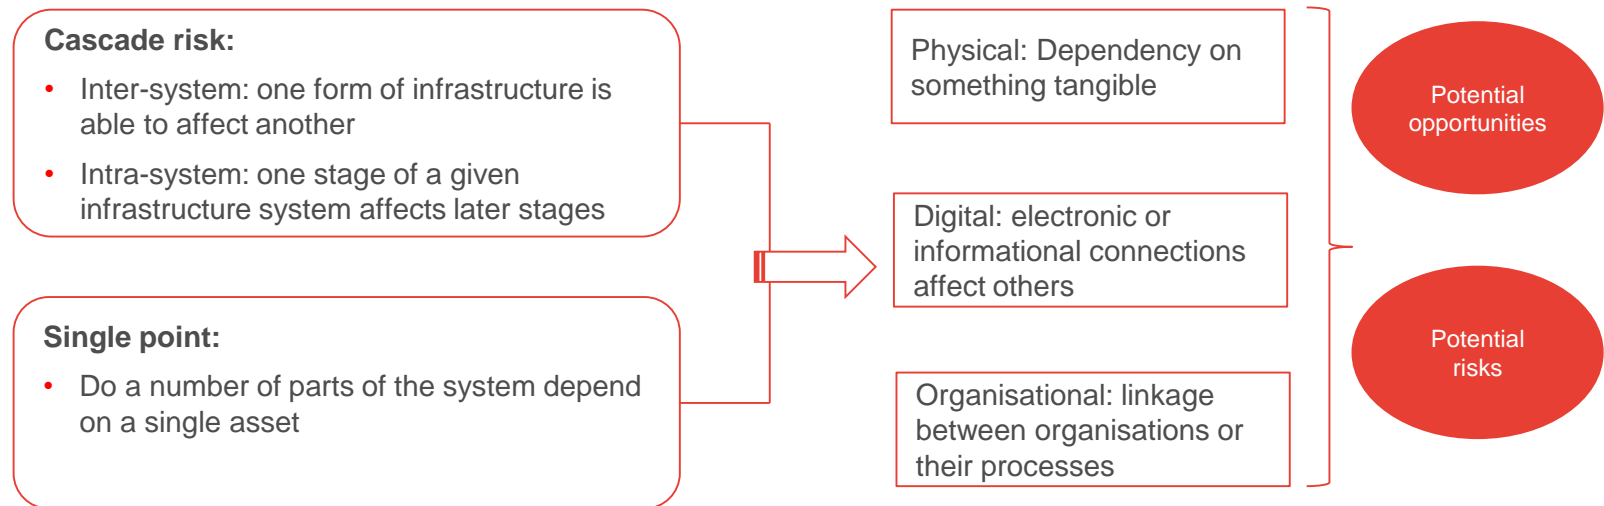 Cascade risk:
• Inter-system: one form of infrastructure is
able to affect another
• Intra-system: one stage of a given
infrastructure system affects later stages
Single point:
• Do a number of parts of the system depend
on a single asset
Physical: Dependency on
something tangible
Digital: electronic or
informational connections
affect others
Organisational: linkage
between organisations or
their processes
Potential
opportunities
Potential
risks